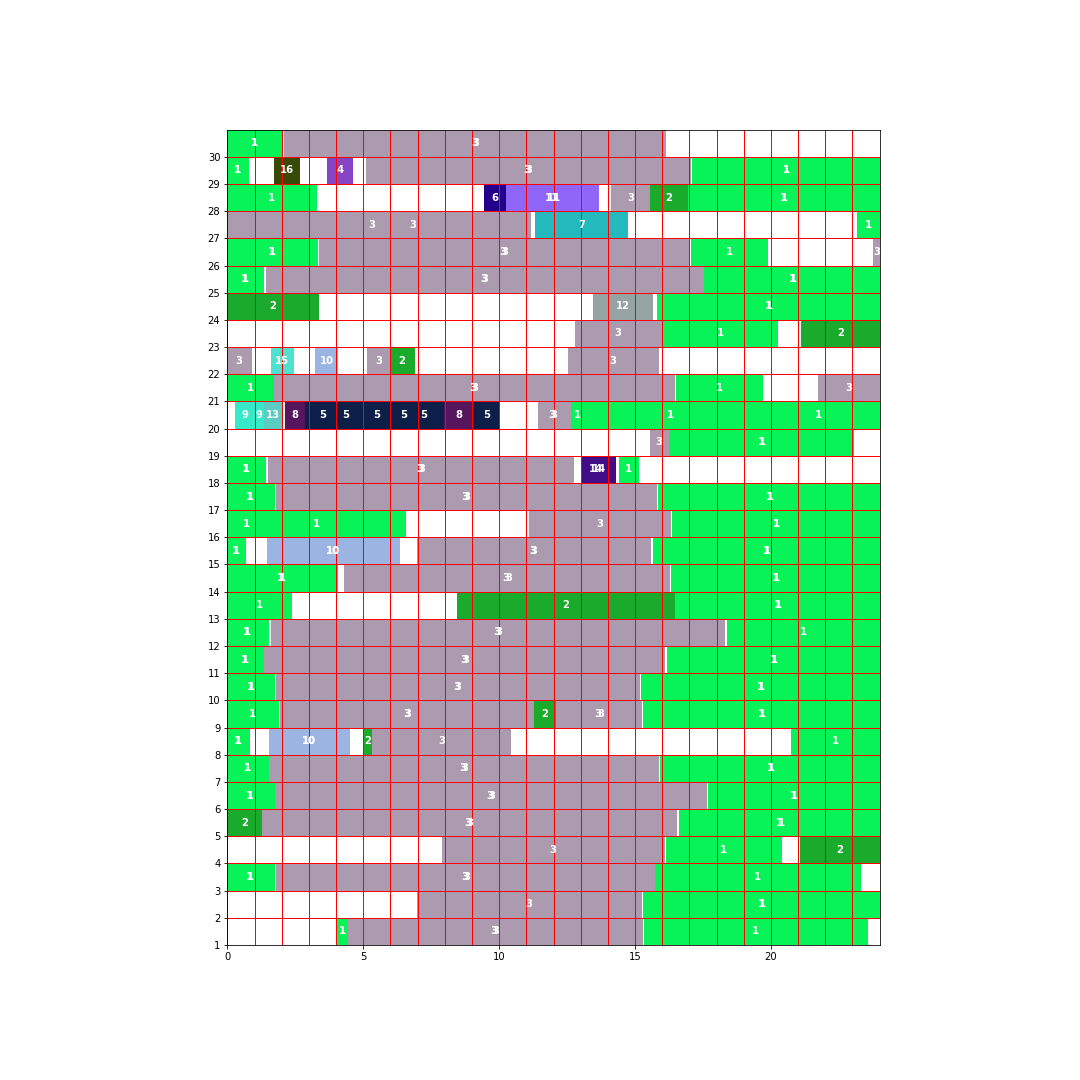 1 3
30
1 16 4 3 1
29
1 6 11 3 2 1
28
3 3 7 1
27
1 3 1 3
26
1 3 1
25
2 12 1
24
3 1 2
23
3 15 10 3 2 3
22
1 3 1 3
21
9 9 13 8 5 5 5 5 5 8 5 3 3 1 1 1
20
3 1
19
1 3 14 1
18
1 3 1
17
1 1 3 1
16
1 10 3 1
15
1 3 1
14
1 2 1
13
1 3 1
12
1 3 1
11
1 3 1
10
1 3 2 3 1
9
1 10 2 3 1
8
1 3 1
7
1 3 1
6
2 3 1
5
3 1 2
4
1 3 1
3
3 1
2
1 3 1
1
0 5 10 15 20